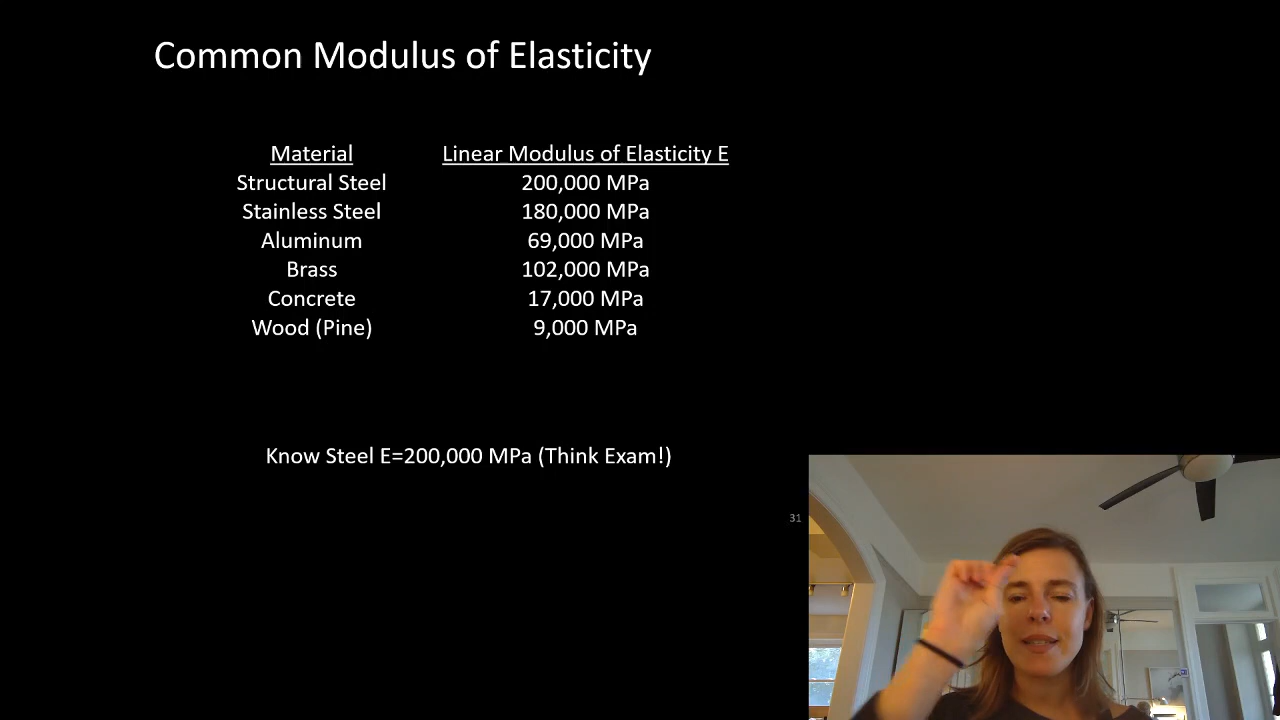 Common Modulus of Elasticity
Material Linear Modulus of Elasticity E
Structural Steel 200,000 MPa
Stainless Steel 180,000 MPa
Aluminum 69,000 MPa
Brass 102,000 MPa
Concrete 17,000 MPa
Wood (Pine) 9,000 MPa
Know Steel E=200,000 MPa (Think Exam!)
31